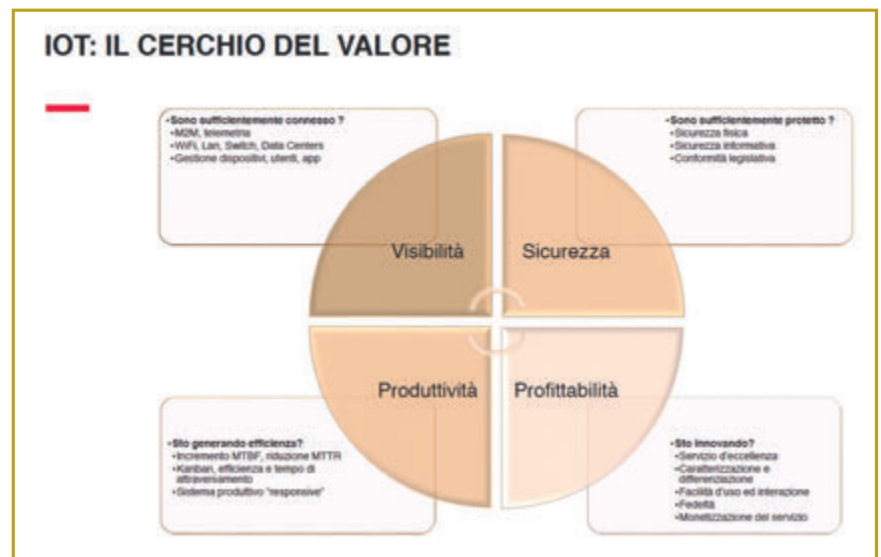 IOT: IL CERCHIO DEL VALORE
•Sono sufficientemente connesso ?
•M2M, telemetria
•WiFi, Lan, Switch, Data Centers
•Gestione dispositivi, utenti, app
•Sono sufficientemente protetto ?
•Sicurezza fisica
•Sicurezza informativa
•Conformità legislativa
Visibilità
Sicurezza
Produttività
Profittabilità
•Sto generando efficienza?
•Incremento MTBF, riduzione MTTR
•Kanban, efficienza e tempo di
attraversamento
•Sistema produttivo "responsive"
•Sto innovando?
•Servizio d'eccellenza
•Caratterizzazione e
differenziazione
•Facilità d'uso ed interazione
•Fedeltà
•Monetizzazione del servizio